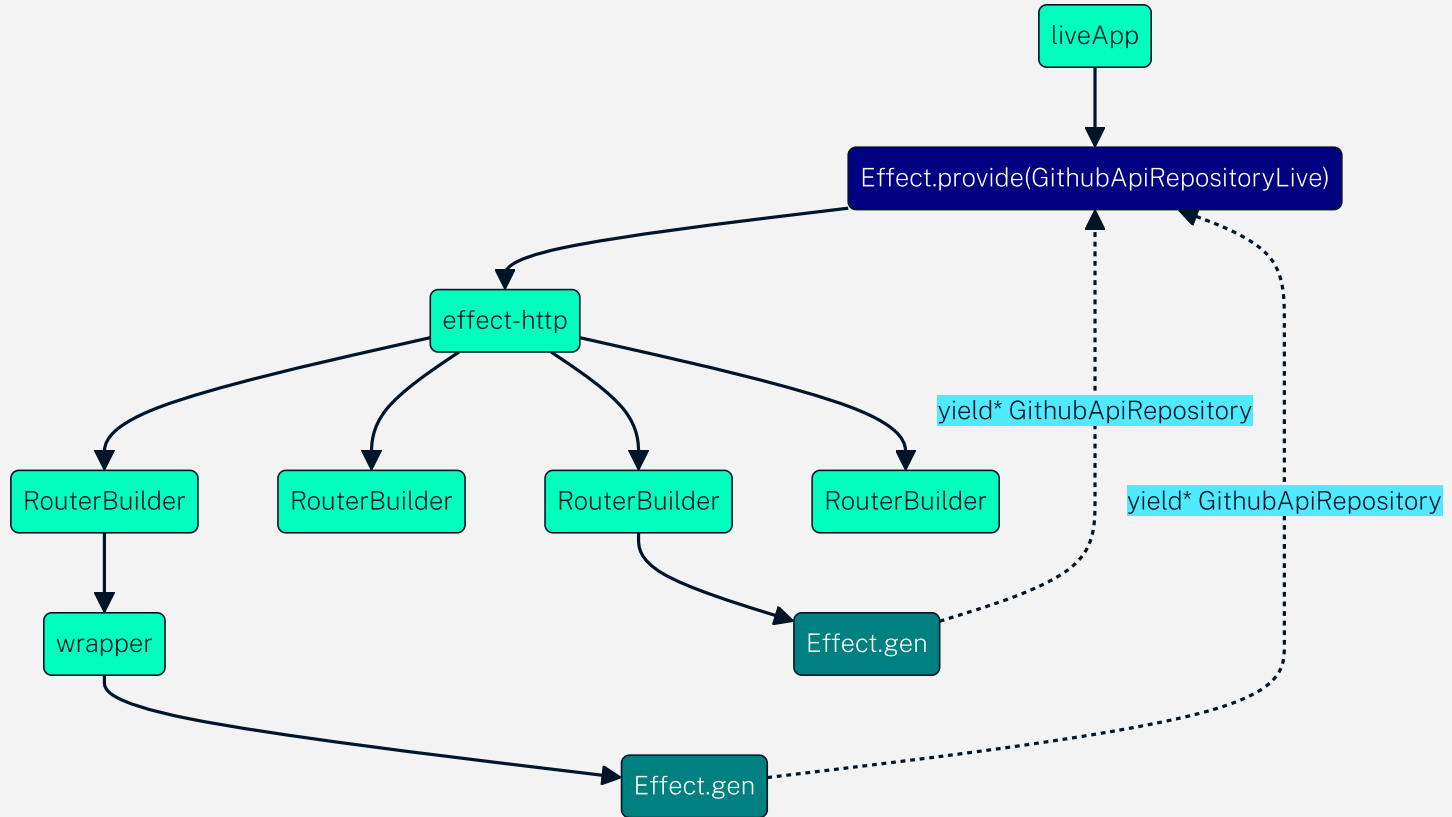 liveApp
Effect.provide(GithubApiRepositoryLive)
effect-http
yield* GithubApiRepository
RouterBuilder
RouterBuilder
RouterBuilder
RouterBuilder
yield* GithubApiRepository
wrapper
Effect.gen
Effect.gen